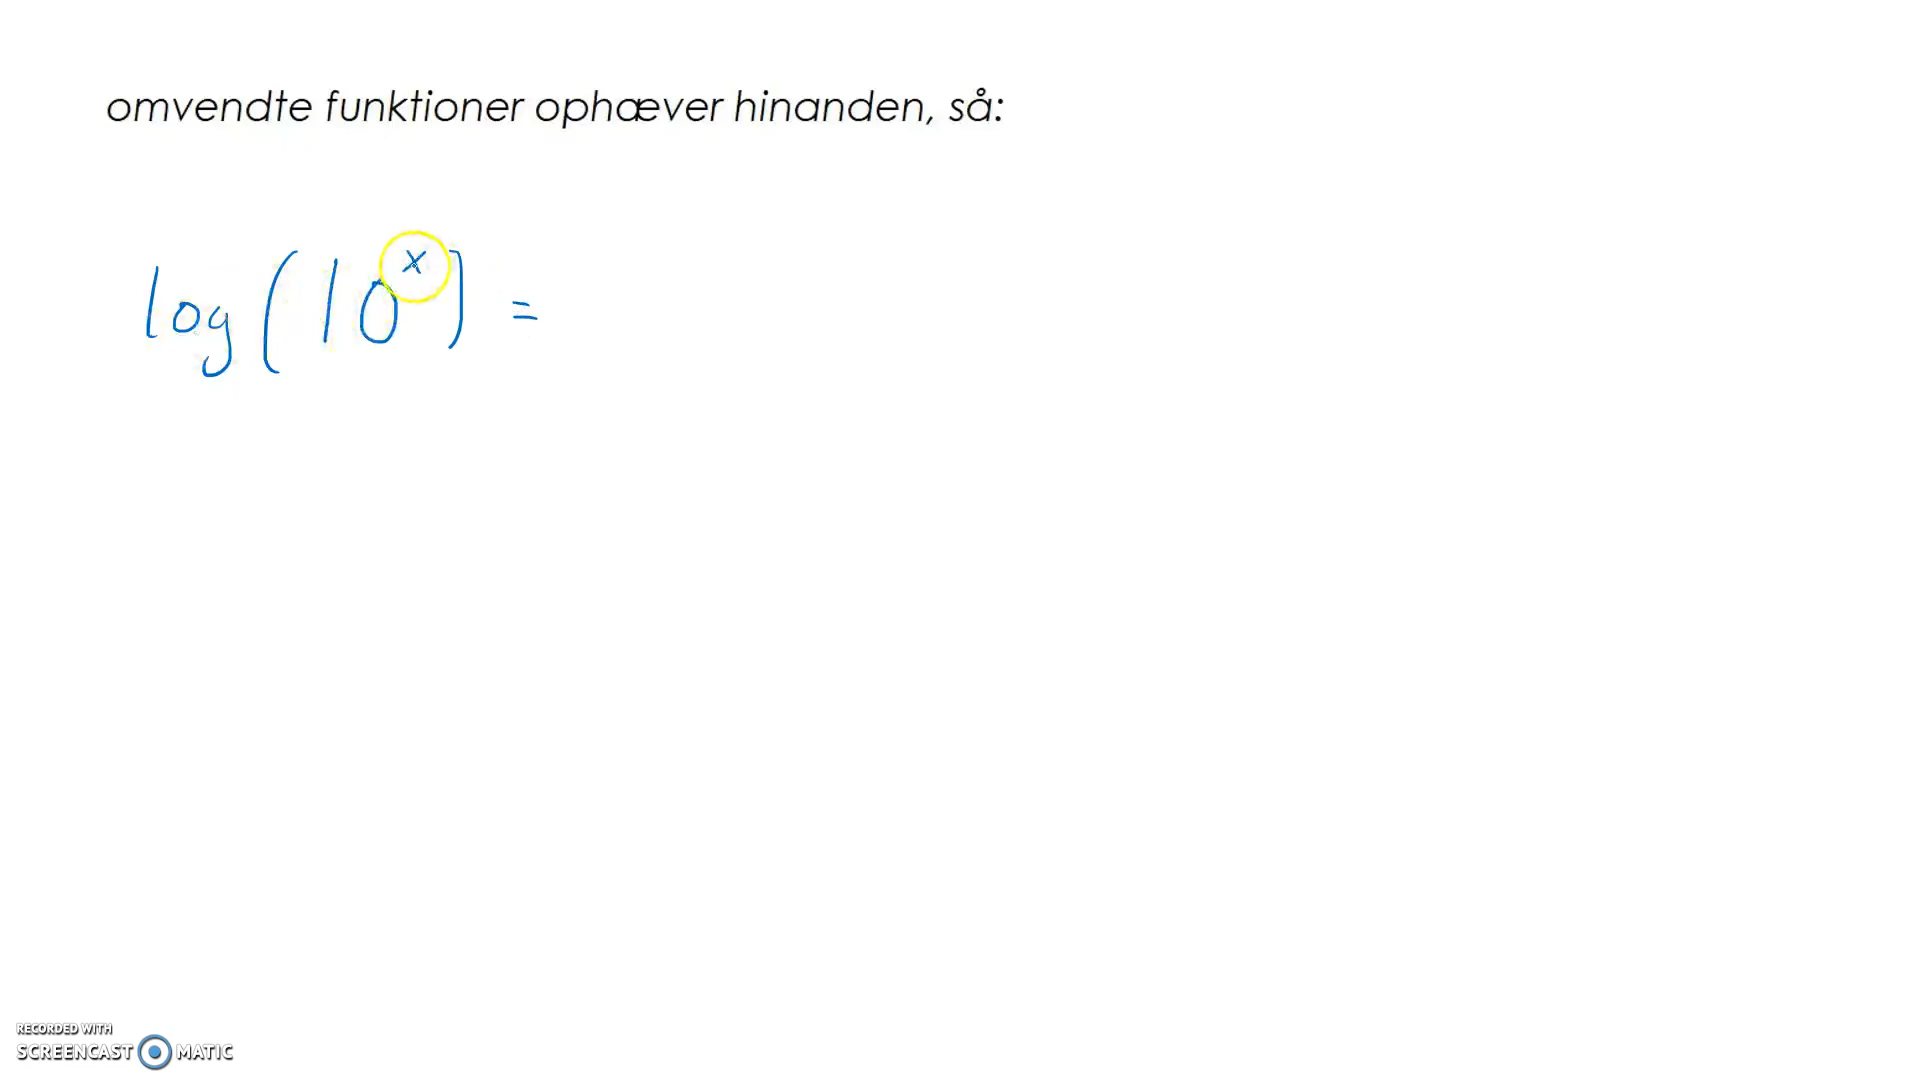 omvendte funktioner ophæver hinanden, så:
log(10^x) =
RECORDED WITH
SCREENCAST MATIC